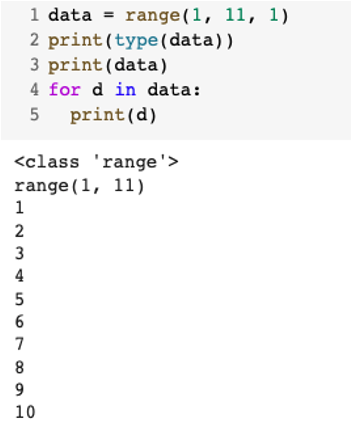 1 data = range(1, 11, 1)
2 print(type(data))
3 print(data)
4 for d in data:
5   print(d)
<class 'range'>
range(1, 11)
1
2
3
4
5
6
7
8
9
10